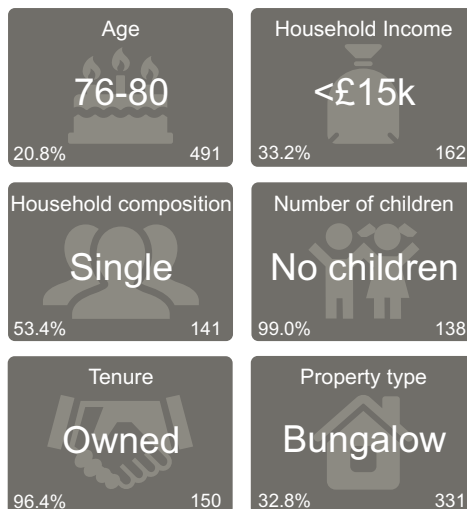 Age
76-80
20.8% 491
Household Income
<£15k
33.2% 162
Household composition
Single
53.4% 141
Number of children
No children
99.0% 138
Tenure
Owned
96.4% 150
Property type
Bungalow
32.8% 331